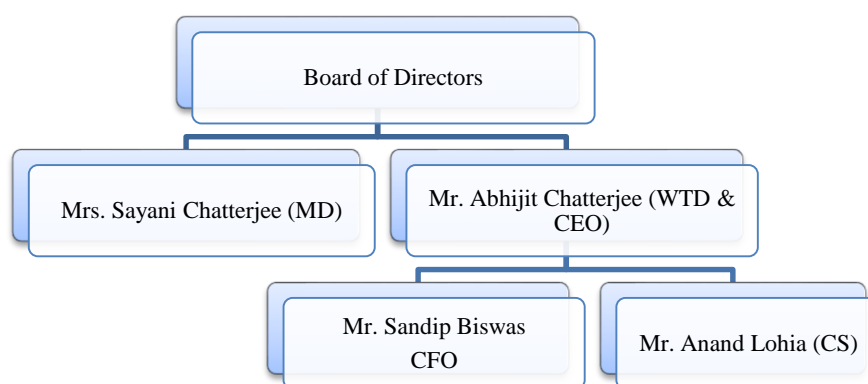 Board of Directors
Mrs. Sayani Chatterjee (MD)
Mr. Abhijit Chatterjee (WTD &
CEO)
Mr. Sandip Biswas
CFO
Mr. Anand Lohia (CS)